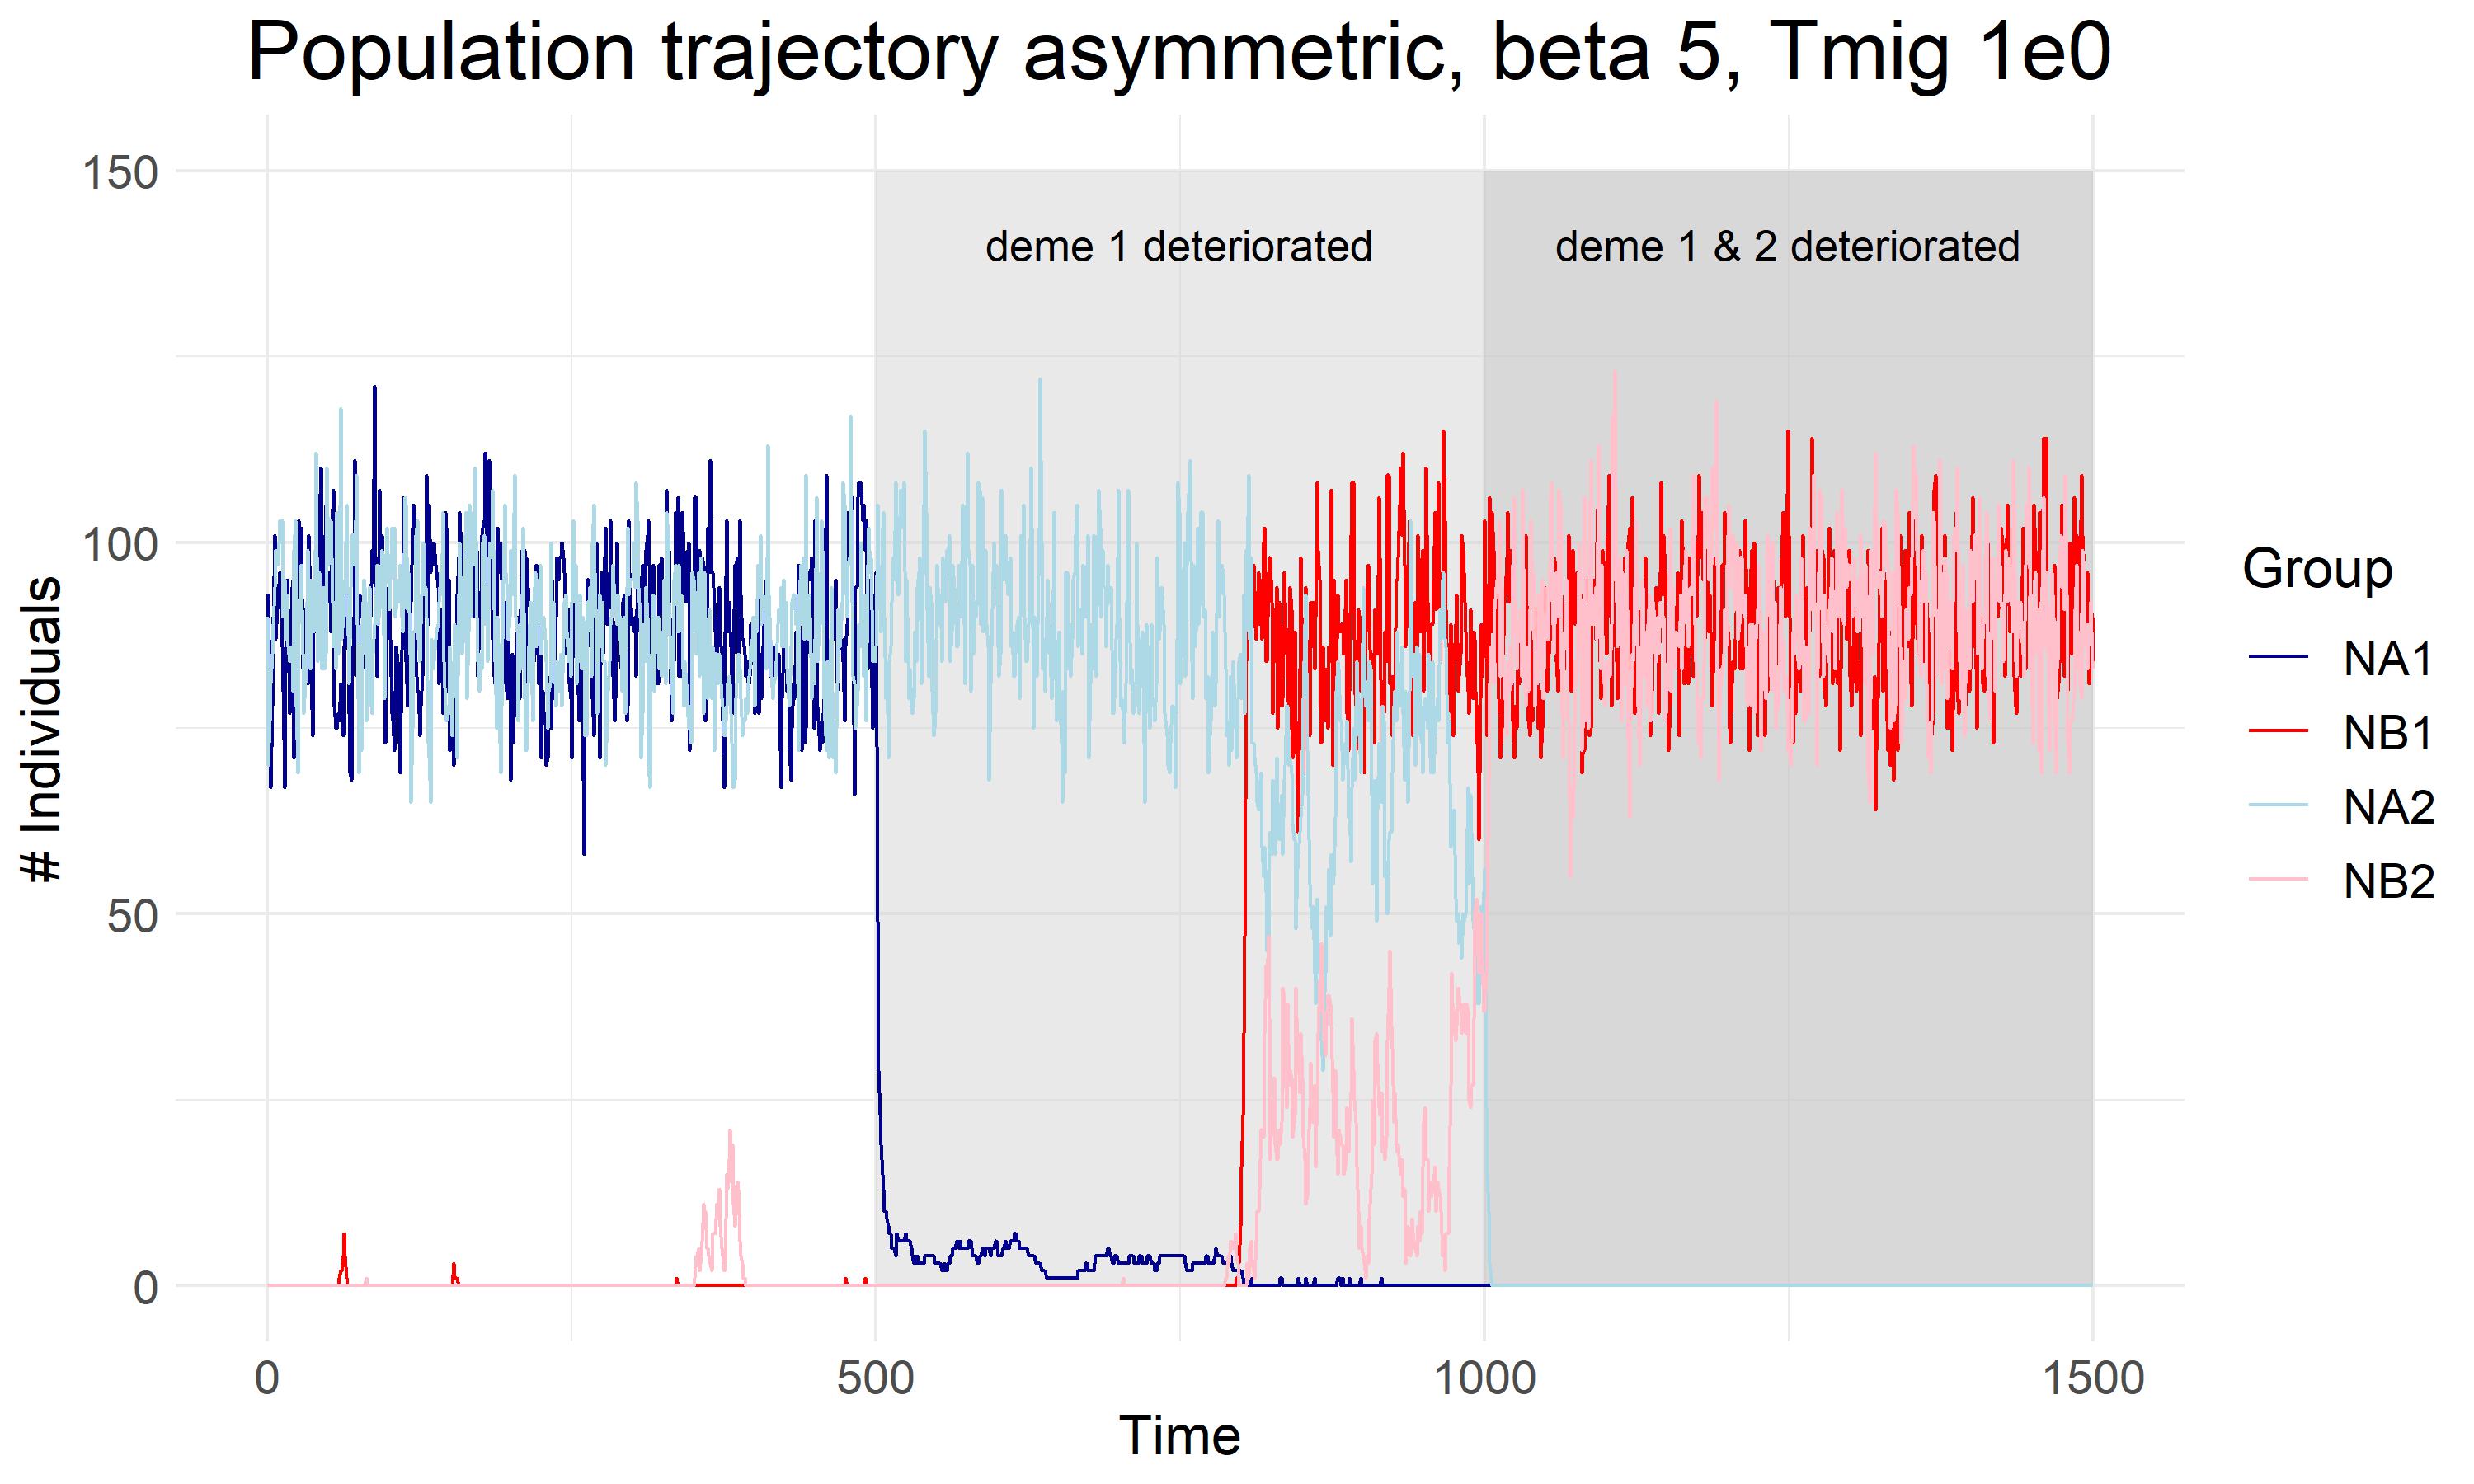 Population trajectory asymmetric, beta 5, Tmig 1e0
150
100
50
0
# Individuals
deme 1 deteriorated
deme 1 & 2 deteriorated
0
500
1000
1500
Time
Group
NA1
NB1
NA2
NB2